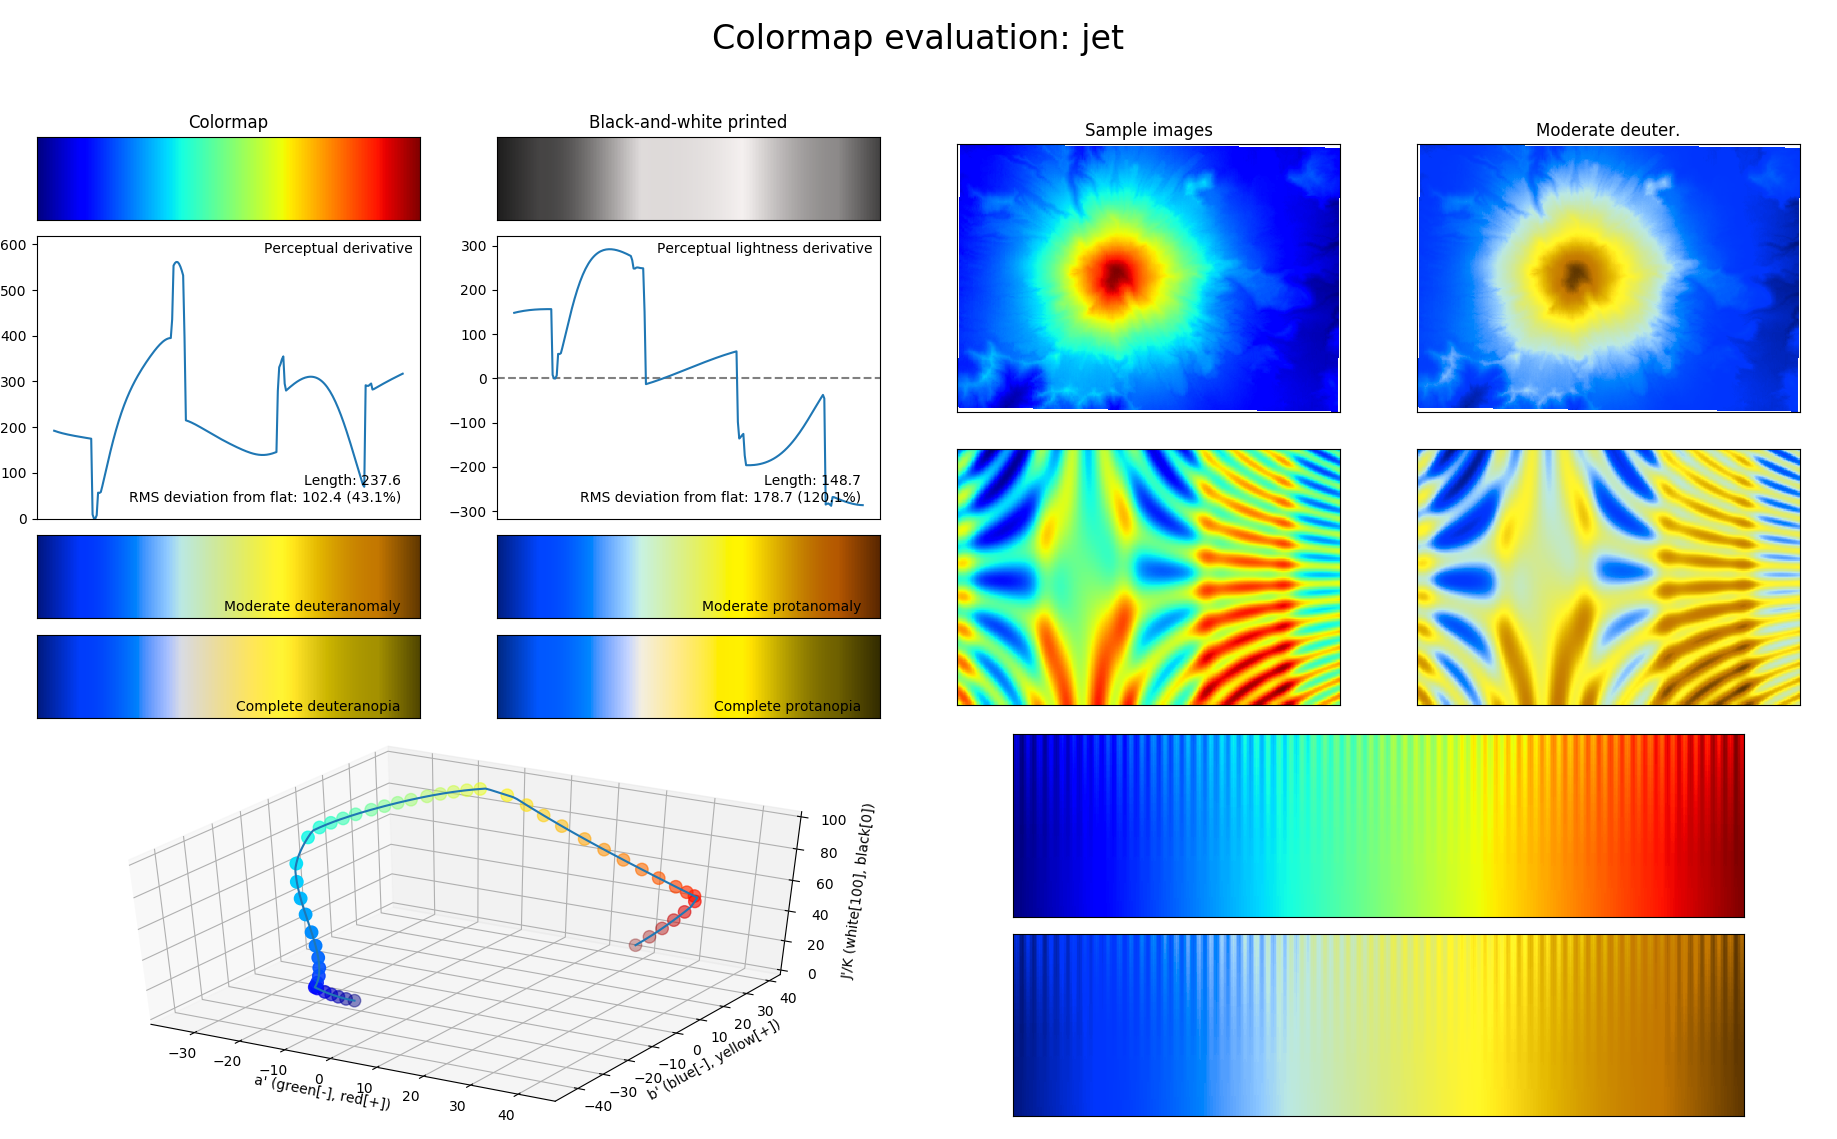 Colormap evaluation: jet
Colormap
Black-and-white printed
Sample images
Moderate deuter.
600
500
400
300
200
100
0
Perceptual derivative
Length: 237.6
RMS deviation from flat: 102.4 (43.1%)
300
200
100
0
−100
−200
−300
Perceptual lightness derivative
Length: 148.7
RMS deviation from flat: 178.7 (120.1%)
Moderate deuteranomaly
Moderate protanomaly
Complete deuteranopia
Complete protanopia
−30
−20
−10
0
10
20
30
40
a' (green[-], red[+])
−40
−30
−20
−10
0
10
20
30
40
b' (blue[-], yellow[+])
0
20
40
60
80
100
J'/K (white[100], black[0])